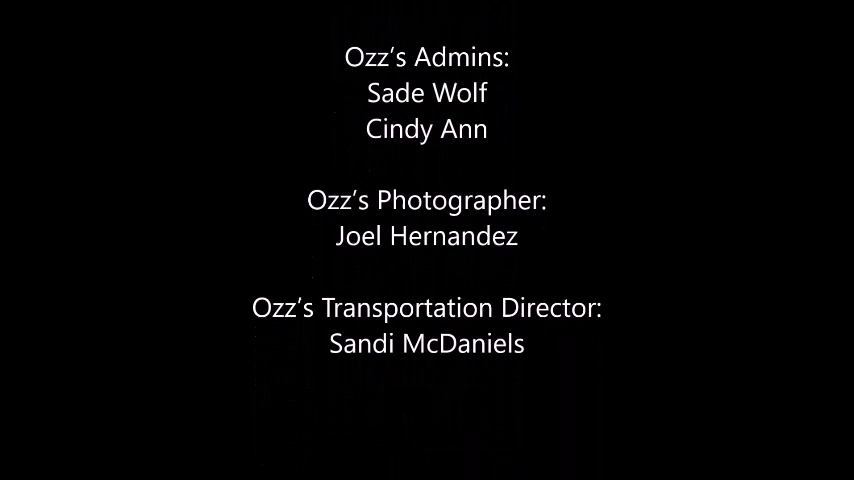 Ozz's Admins:
Sade Wolf
Cindy Ann
Ozz's Photographer:
Joel Hernandez
Ozz's Transportation Director:
Sandi McDaniels